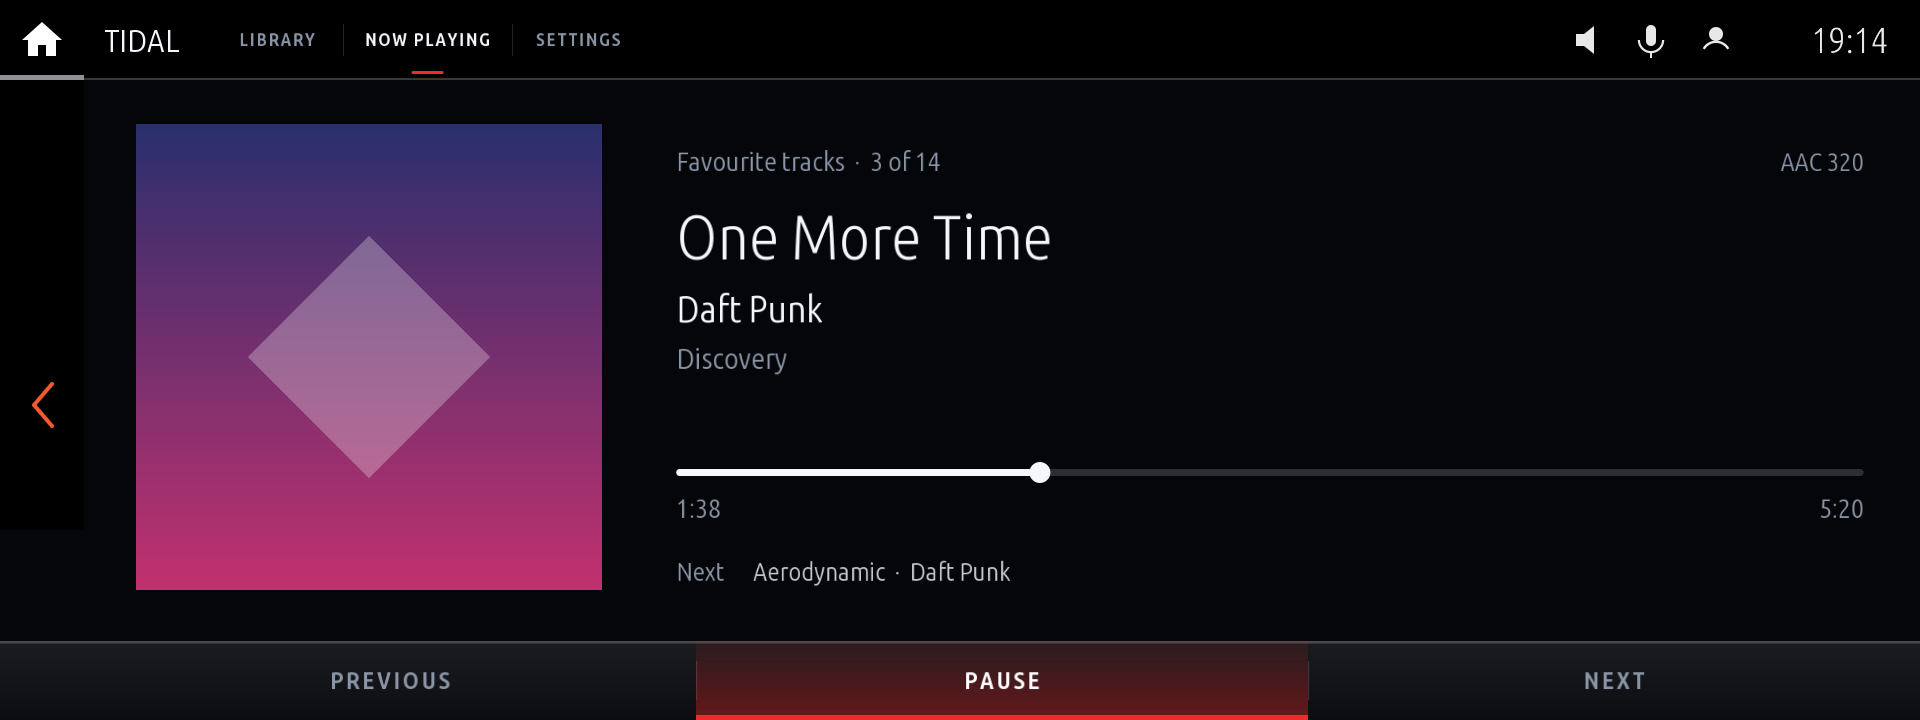 TIDAL
LIBRARY
NOW PLAYING
SETTINGS
19:14
Favourite tracks · 3 of 14
AAC 320
One More Time
Daft Punk
Discovery
1:38
5:20
Next Aerodynamic · Daft Punk
PREVIOUS
PAUSE
NEXT